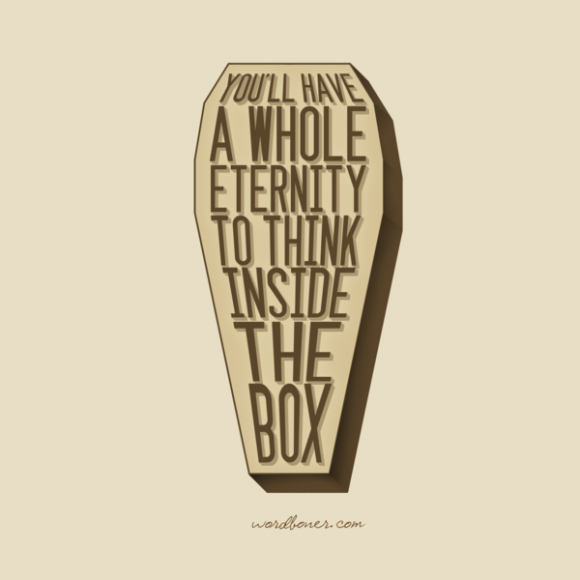 YOU'LL HAVE
A WHOLE
ETERNITY
TO THINK
INSIDE
THE
BOX
wordboner.com